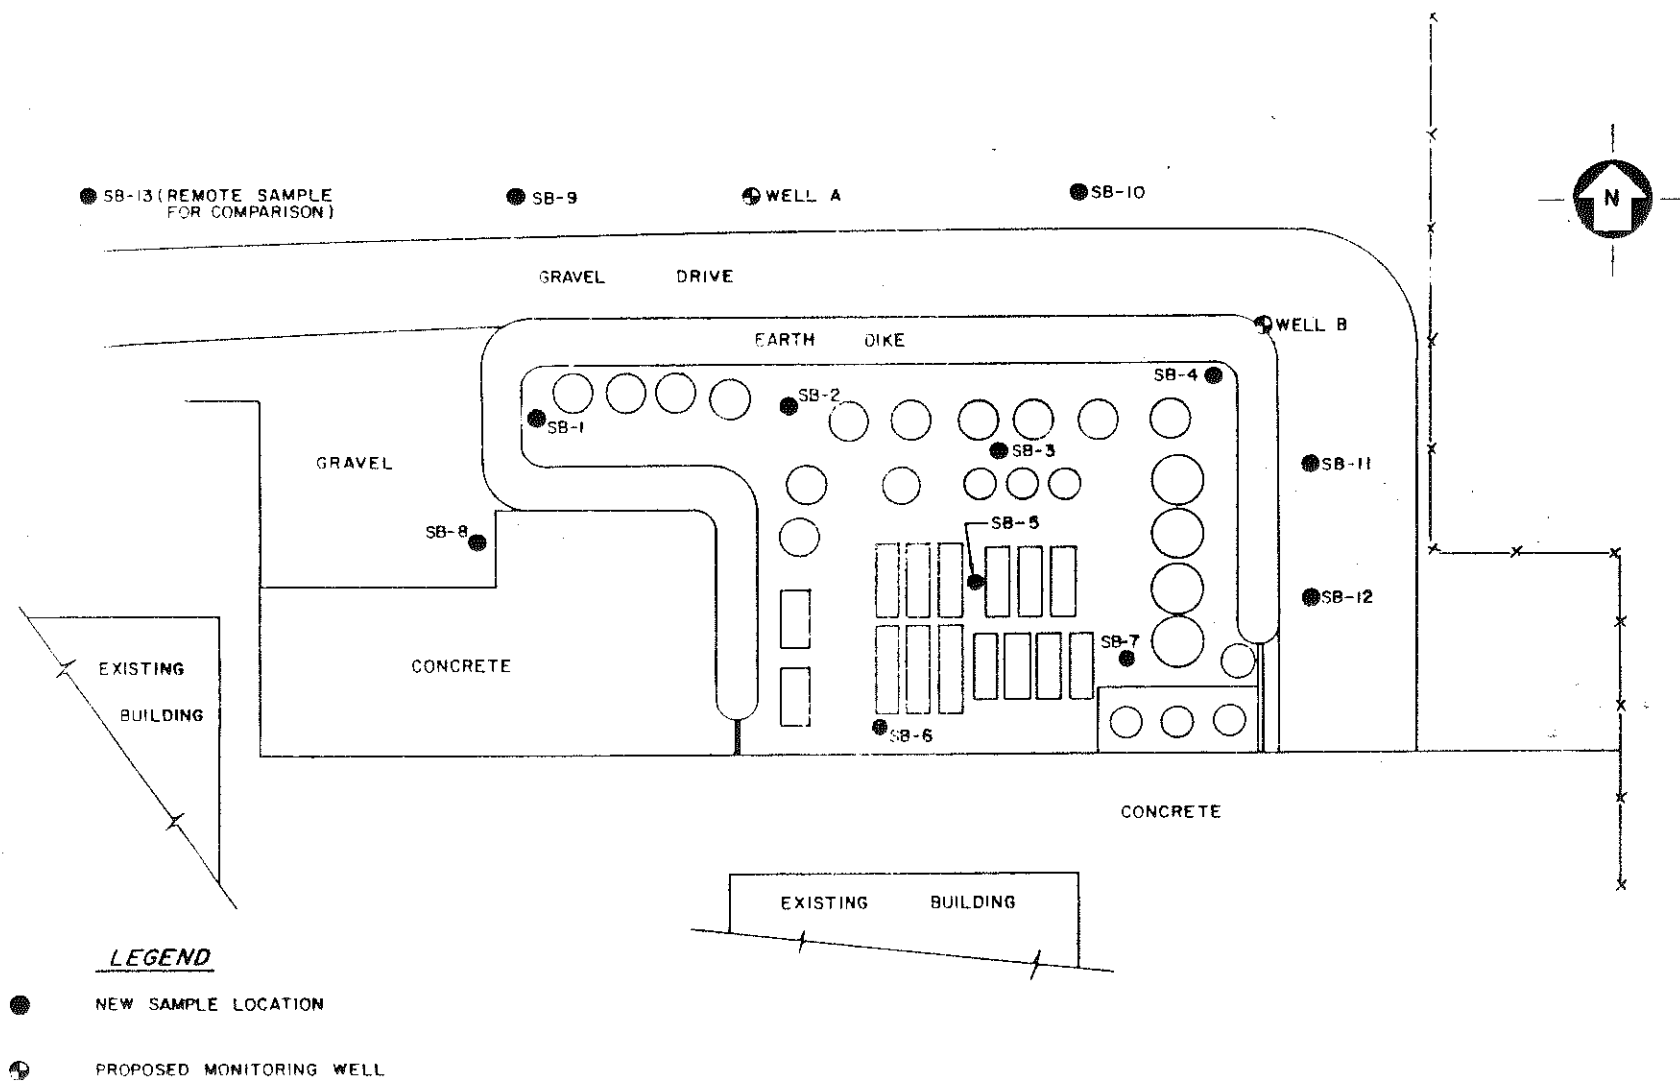 SB-13 (REMOTE SAMPLE
FOR COMPARISON)
SB-9
WELL A
SB-10
N
GRAVEL DRIVE
WELL B
EARTH DIKE
SB-4
SB-2
SB-1
SB-3
GRAVEL
SB-11
SB-5
SB-8
SB-12
SB-7
EXISTING
BUILDING
CONCRETE
SB-6
CONCRETE
EXISTING BUILDING
LEGEND
NEW SAMPLE LOCATION
PROPOSED MONITORING WELL